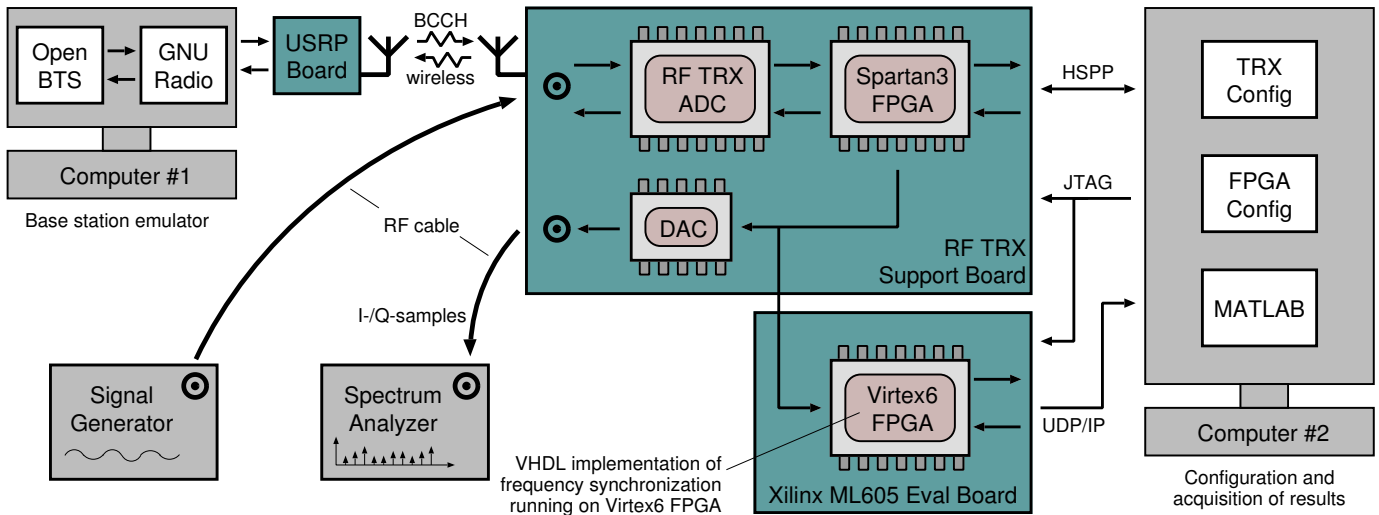 Open
BTS
GNU
Radio
Computer #1
Base station emulator
USRP
Board
BCCH
wireless
RF TRX
ADC
Spartan3
FPGA
DAC
RF TRX
Support Board
HSPP
JTAG
UDP/IP
TRX
Config
FPGA
Config
MATLAB
Computer #2
Configuration and
acquisition of results
RF cable
I-/Q-samples
Signal
Generator
Spectrum
Analyzer
Virtex6
FPGA
VHDL implementation of
frequency synchronization
running on Virtex6 FPGA
Xilinx ML605 Eval Board